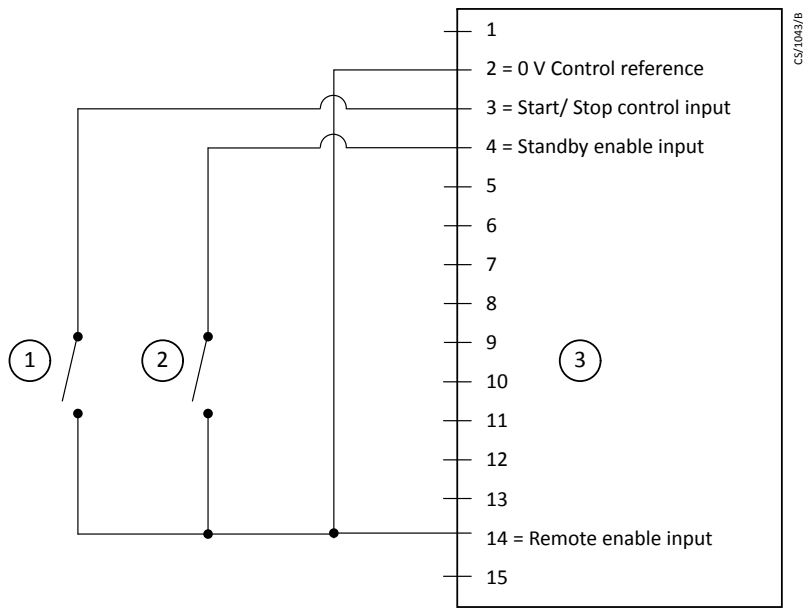 CS/1043/B
1
2 = 0 V Control reference
3 = Start/ Stop control input
4 = Standby enable input
5
6
7
8
9
10
11
12
13
14 = Remote enable input
15
1
2
3